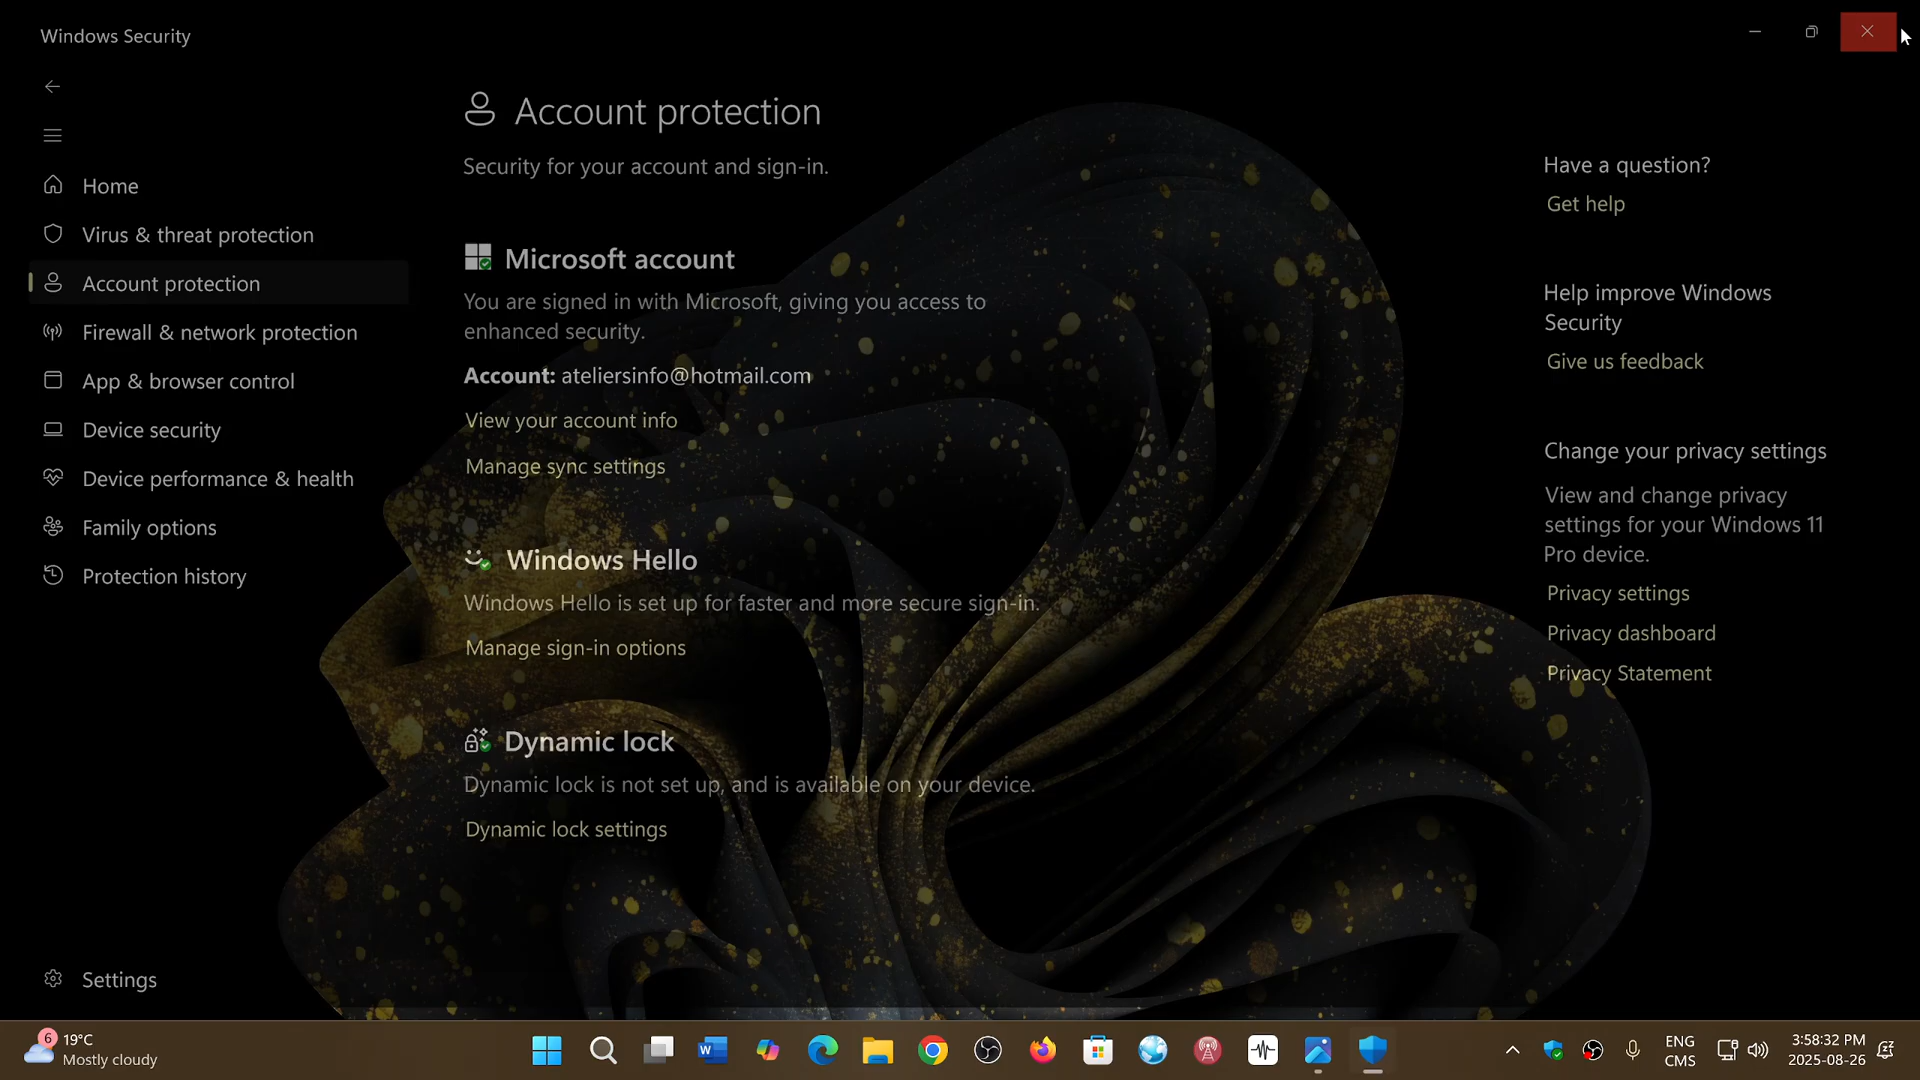 Windows Security
Home
Virus & threat protection
Account protection
Firewall & network protection
App & browser control
Device security
Device performance & health
Family options
Protection history
Settings
Account protection
Security for your account and sign-in.
Microsoft account
You are signed in with Microsoft, giving you access to
enhanced security.
Account: ateliersinfo@hotmail.com
View your account info
Manage sync settings
Windows Hello
Windows Hello is set up for faster and more secure sign-in.
Manage sign-in options
Dynamic lock
Dynamic lock is not set up, and is available on your device.
Dynamic lock settings
Have a question?
Get help
Help improve Windows
Security
Give us feedback
Change your privacy settings
View and change privacy
settings for your Windows 11
Pro device.
Privacy settings
Privacy dashboard
Privacy Statement
6
19°C
Mostly cloudy
W
ENG
CMS
3:58:32 PM
2025-08-26